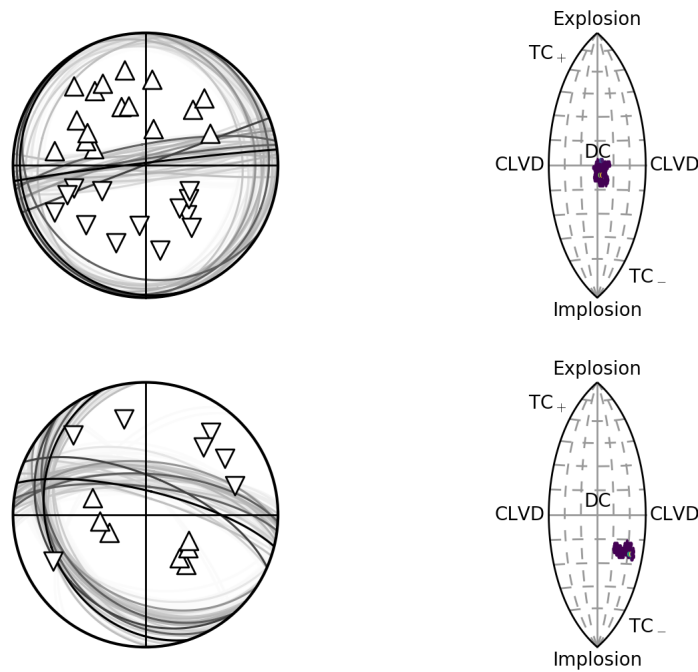 Explosion
TC+
DC
CLVD CLVD
TC−
Implosion
Explosion
TC+
DC
CLVD CLVD
TC−
Implosion